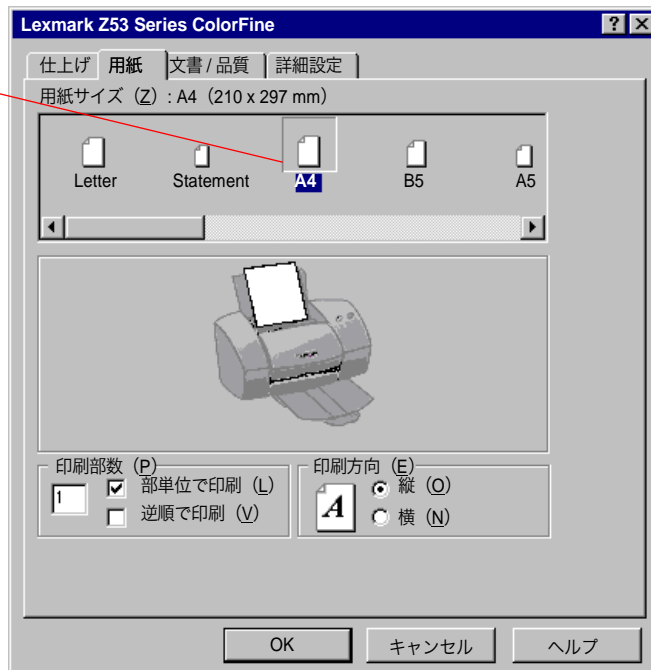 Lexmark Z53 Series ColorFine
仕上げ 用紙 文書 / 品質 詳細設定
用紙サイズ（Z）: A4（210 x 297 mm）
Letter Statement A4 B5 A5
印刷部数（P） 印刷方向（E）
1 部単位で印刷（L） A 縦（O）
逆順で印刷（V） 横（N）
OK キャンセル ヘルプ